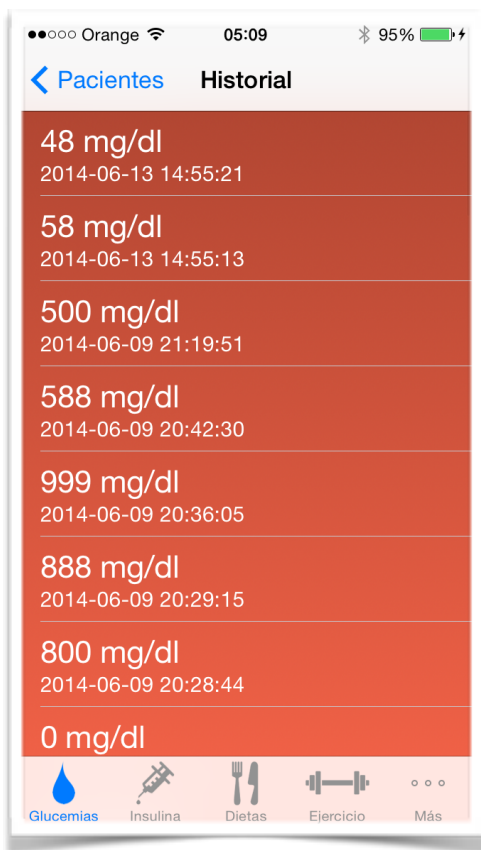 Orange 05:09 95%
Pacientes Historial
48 mg/dl
2014-06-13 14:55:21
58 mg/dl
2014-06-13 14:55:13
500 mg/dl
2014-06-09 21:19:51
588 mg/dl
2014-06-09 20:42:30
999 mg/dl
2014-06-09 20:36:05
888 mg/dl
2014-06-09 20:29:15
800 mg/dl
2014-06-09 20:28:44
0 mg/dl
Glucemias Insulina Dietas Ejercicio Más